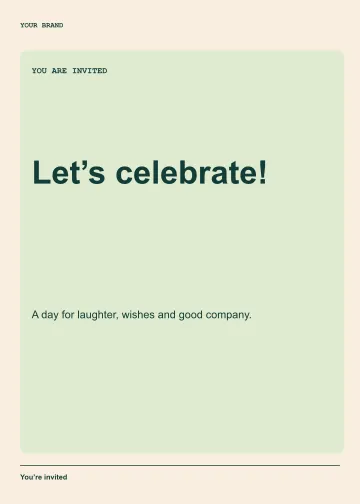 YOUR BRAND
YOU ARE INVITED
Let’s celebrate!
A day for laughter, wishes and good company.
You’re invited